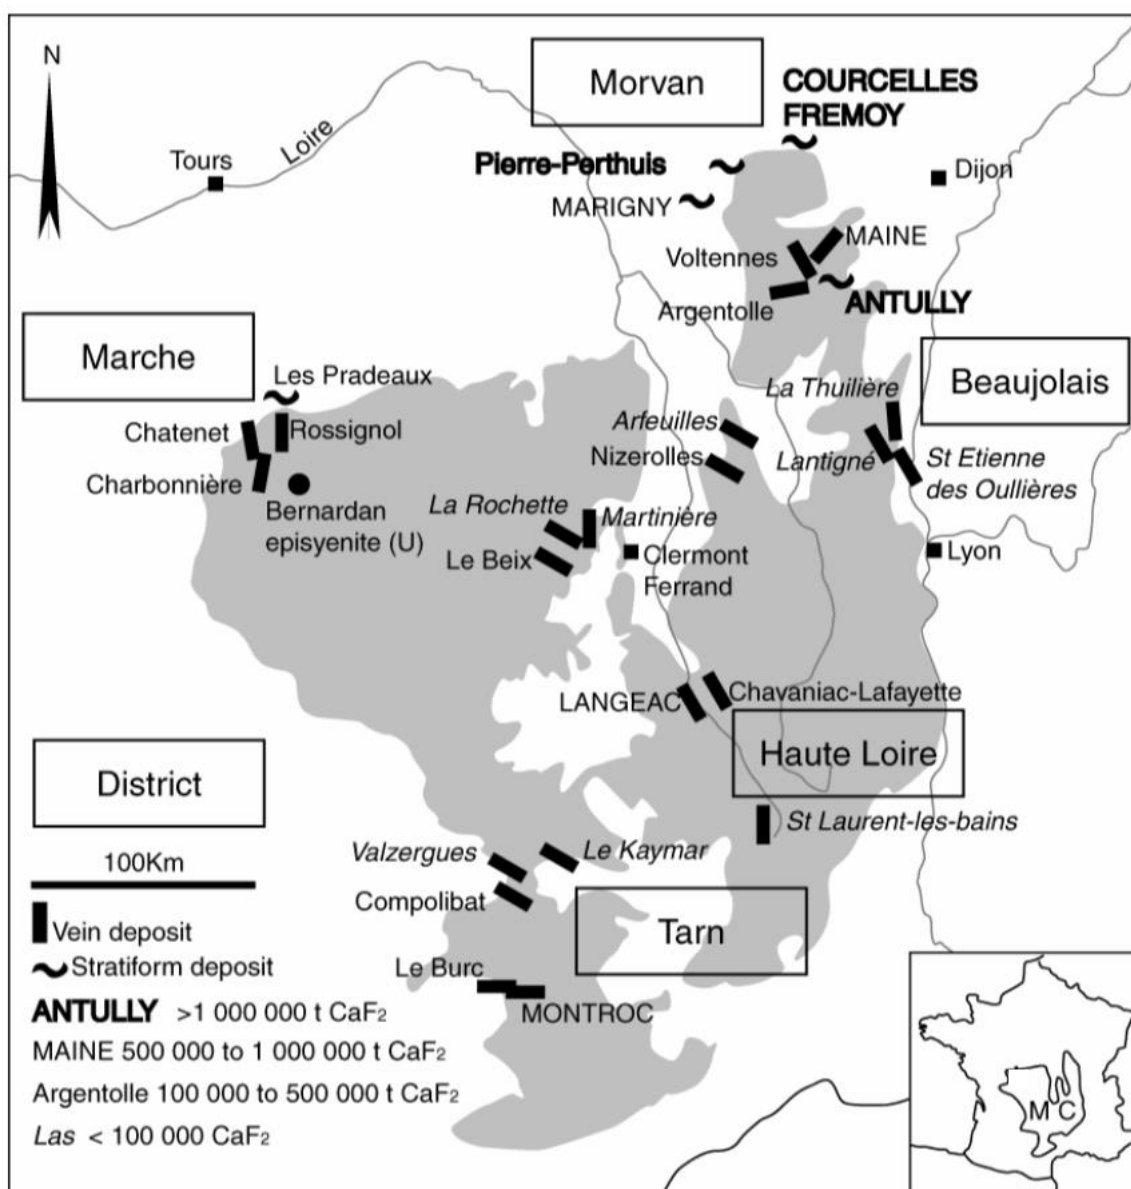 N
Morvan
COURCELLES
FREMOY
Loire
Tours
Pierre-Perthuis
Dijon
MARIGNY
MAINE
Voltennes
ANTULLY
Argentolle
Marche
Les Pradeaux
Beaujolais
La Thuilière
Chatenet
Rossignol
Arfeuilles
Nizerolles
Lantigné
St Etienne
des Oullières
Charbonnière
Bernardan
episyenite (U)
La Rochette
Martinière
Le Beix
Clermont
Ferrand
Lyon
LANGEAC
Chavaniac-Lafayette
Haute Loire
District
St Laurent-les-bains
Valzergues
Le Kaymar
100Km
Compolibat
Tarn
Vein deposit
Le Burc
Stratiform deposit
MONTROC
ANTULLY >1 000 000 t CaF2
MAINE 500 000 to 1 000 000 t CaF2
Argentolle 100 000 to 500 000 t CaF2
Las < 100 000 CaF2
M C